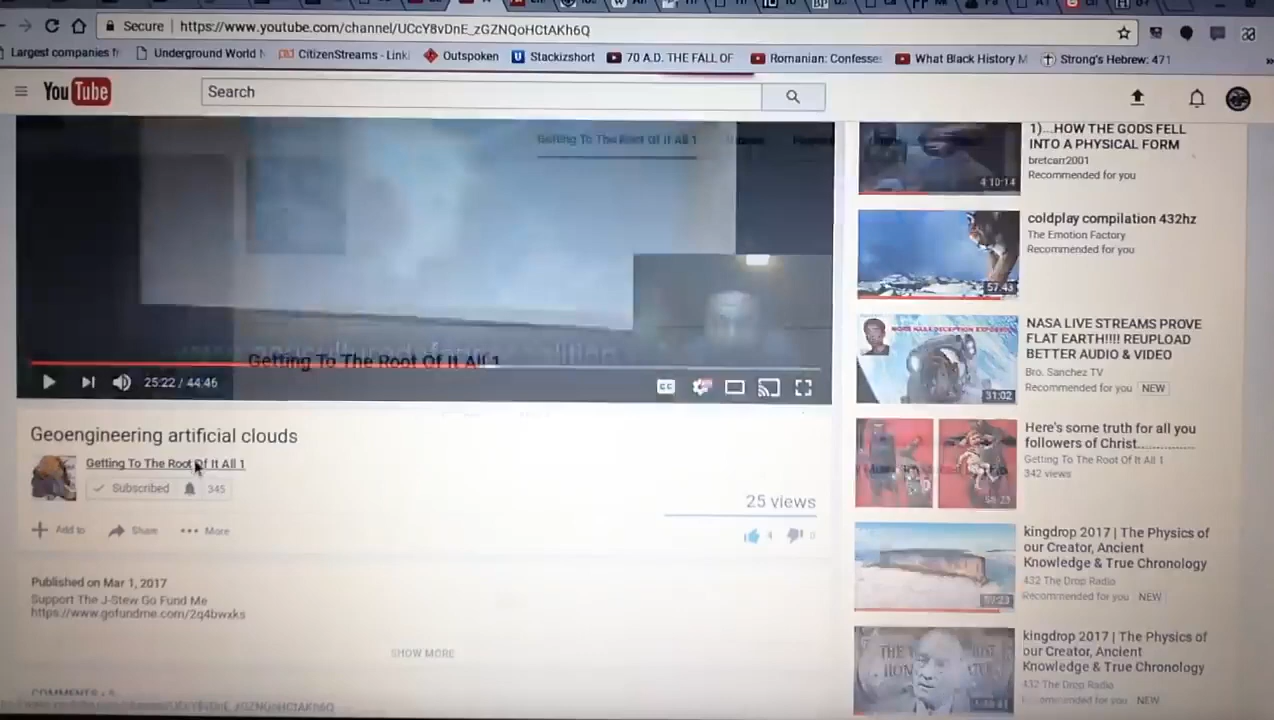 Secure
https://www.youtube.com/channel/UCcY8vDnE_zGZNQoHCtAKh6Q
Largest companies
Underground World
CitizenStreams - Link
Outspoken
Stackizshort
70 A.D. THE FALL OF
Romanian: Confesse
What Black History M
Strong's Hebrew: 471
YouTube
Search
Getting To The Root Of It All 1
Getting To The Root Of It All 1
25:22 / 44:46
CC
Geoengineering artificial clouds
Getting To The Root Of It All 1
Subscribed
345
25 views
Add to
Share
More
4
0
Published on Mar 1, 2017
Support The J-Stew Go Fund Me
https://www.gofundme.com/2q4bwxks
SHOW MORE
1)...HOW THE GODS FELL
INTO A PHYSICAL FORM
bretcarr2001
Recommended for you
4:10:14
coldplay compilation 432hz
The Emotion Factory
Recommended for you
57:43
NASA LIVE STREAMS PROVE
FLAT EARTH!!!! REUPLOAD
BETTER AUDIO & VIDEO
Bro. Sanchez TV
Recommended for you NEW
31:02
Here's some truth for all you
followers of Christ...............
Getting To The Root Of It All 1
342 views
58:23
kingdrop 2017 | The Physics of
our Creator, Ancient
Knowledge & True Chronology
432 The Drop Radio
Recommended for you NEW
kingdrop 2017 | The Physics of
our Creator, Ancient
Knowledge & True Chronology
432 The Drop Radio
Recommended for you NEW